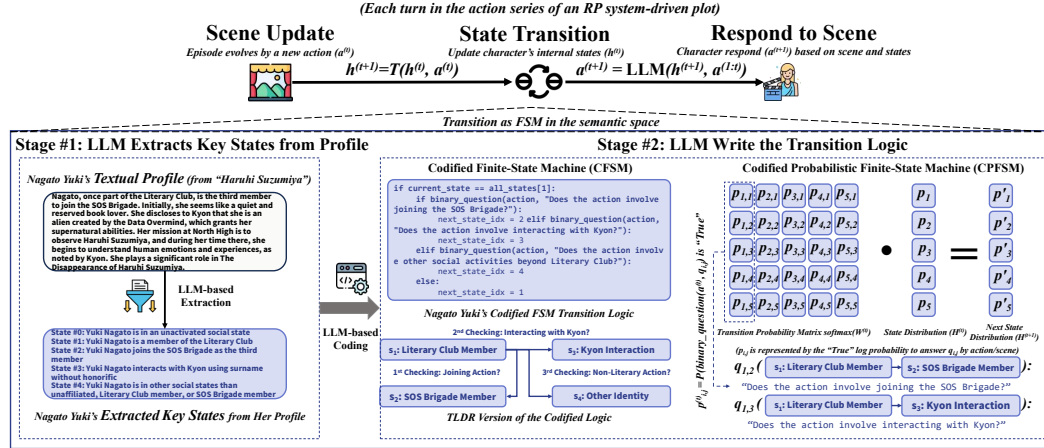 (Each turn in the action series of an RP system-driven plot)
Scene Update
Episode evolves by a new action (a⁽ᵗ⁾)
State Transition
Update character's internal states (h⁽ᵗ⁾)
Respond to Scene
Character respond (a⁽ᵗ⁺¹⁾) based on scene and states
h⁽ᵗ⁺¹⁾=T(h⁽ᵗ⁾, a⁽ᵗ⁾)
a⁽ᵗ⁺¹⁾ = LLM(h⁽ᵗ⁺¹⁾, a⁽¹:ᵗ⁾)
Transition as FSM in the semantic space
Stage #1: LLM Extracts Key States from Profile
Nagato Yuki's Textual Profile (from "Haruhi Suzumiya")
Nagato, once part of the Literary Club, is the third member
to join the SOS Brigade. Initially, she seems like a quiet and
reserved book lover. She discloses to Kyon that she is an
alien created by the Data Overmind, which grants her
supernatural abilities. Her mission at North High is to
observe Haruhi Suzumiya, and during her time there, she
begins to understand human emotions and experiences, as
noted by Kyon. She plays a significant role in The
Disappearance of Haruhi Suzumiya.
LLM-based
Extraction
State #0: Yuki Nagato is in an unactivated social state
State #1: Yuki Nagato is a member of the Literary Club
State #2: Yuki Nagato joins the SOS Brigade as the third
member
State #3: Yuki Nagato interacts with Kyon using surname
without honorific
State #4: Yuki Nagato is in other social states than
unaffiliated, Literary Club member, or SOS Brigade member
Nagato Yuki's Extracted Key States from Her Profile
LLM-based
Coding
Stage #2: LLM Write the Transition Logic
Codified Finite-State Machine (CFSM)
if current_state == all_states[1]:
if binary_question(action, "Does the action involve
joining the SOS Brigade?"):
next_state_idx = 2 elif binary_question(action,
"Does the action involve interacting with Kyon?"):
next_state_idx = 3
elif binary_question(action, "Does the action involv
e other social activities beyond Literary Club?"):
next_state_idx = 4
else:
next_state_idx = 1
Nagato Yuki's Codified FSM Transition Logic
2nd Checking: Interacting with Kyon?
s₁: Literary Club Member
s₃: Kyon Interaction
1st Checking: Joining Action?
3rd Checking: Non-Literary Action?
s₂: SOS Brigade Member
s₄: Other Identity
TLDR Version of the Codified Logic
Codified Probabilistic Finite-State Machine (CPFSM)
p⁽ᵗ⁾ᵢ,ⱼ = P(binary_question(a⁽ᵗ⁾, qᵢ,ⱼ) is "True")
p₁,₁ p₂,₁ p₃,₁ p₄,₁ p₅,₁ p₁ p'₁
p₁,₂ p₂,₂ p₃,₂ p₄,₂ p₅,₂ p₂ p'₂
p₁,₃ p₂,₃ p₃,₃ p₄,₃ p₅,₃ • p₃ = p'₃
p₁,₄ p₂,₄ p₃,₄ p₄,₄ p₅,₄ p₄ p'₄
p₁,₅ p₂,₅ p₃,₅ p₄,₅ p₅,₅ p₅ p'₅
Transition Probability Matrix softmax(W⁽ᵗ⁾)
State Distribution (H⁽ᵗ⁾)
Next State
Distribution (H⁽ᵗ⁺¹⁾)
(pᵢ,ⱼ is represented by the "True" log probability to answer qᵢ,ⱼ by action/scene)
q₁,₂ ( s₁: Literary Club Member s₂: SOS Brigade Member ):
"Does the action involve joining the SOS Brigade?"
q₁,₃ ( s₁: Literary Club Member s₃: Kyon Interaction ):
"Does the action involve interacting with Kyon?"